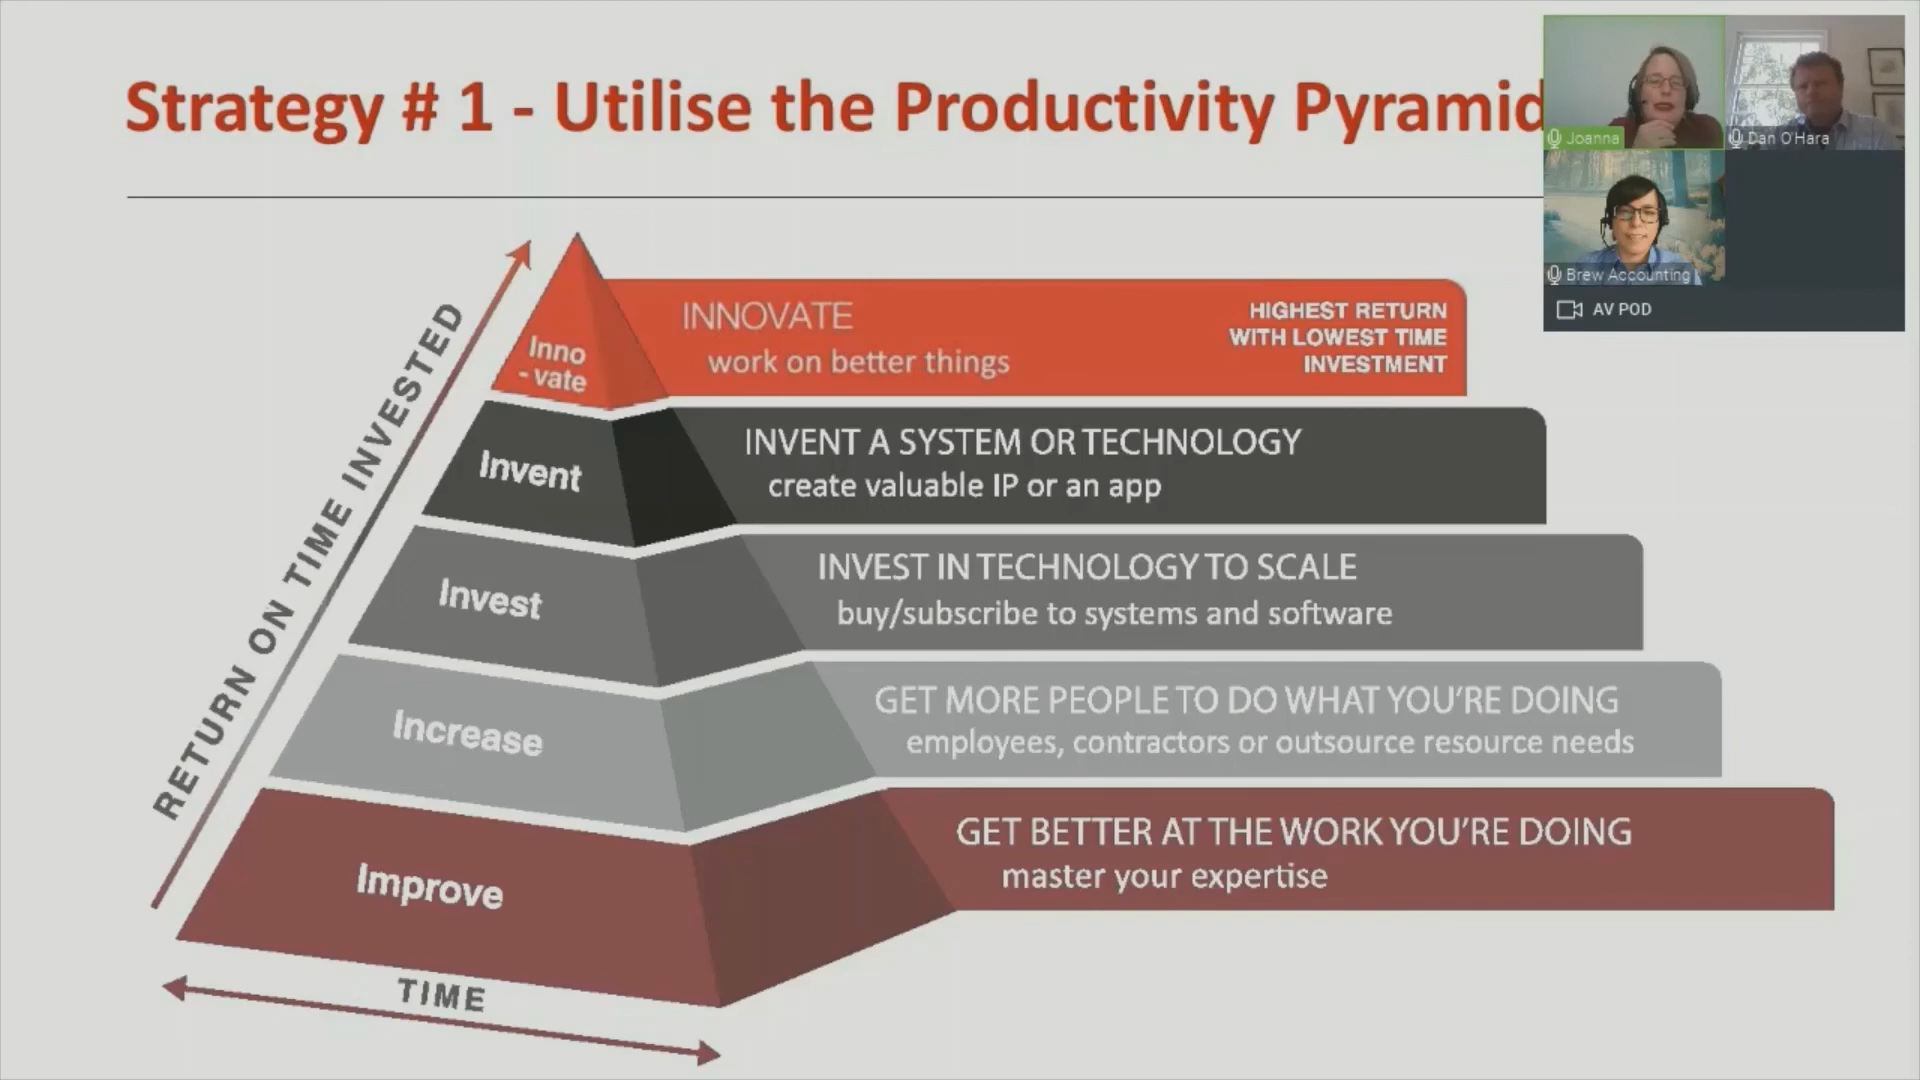 Strategy # 1 - Utilise the Productivity Pyramid
Joanna
Dan O'Hara
Brew Accounting
AV POD
RETURN ON TIME INVESTED
Inno
- vate
INNOVATE
work on better things
HIGHEST RETURN
WITH LOWEST TIME
INVESTMENT
Invent
INVENT A SYSTEM OR TECHNOLOGY
create valuable IP or an app
Invest
INVEST IN TECHNOLOGY TO SCALE
buy/subscribe to systems and software
Increase
GET MORE PEOPLE TO DO WHAT YOU'RE DOING
employees, contractors or outsource resource needs
Improve
GET BETTER AT THE WORK YOU'RE DOING
master your expertise
TIME